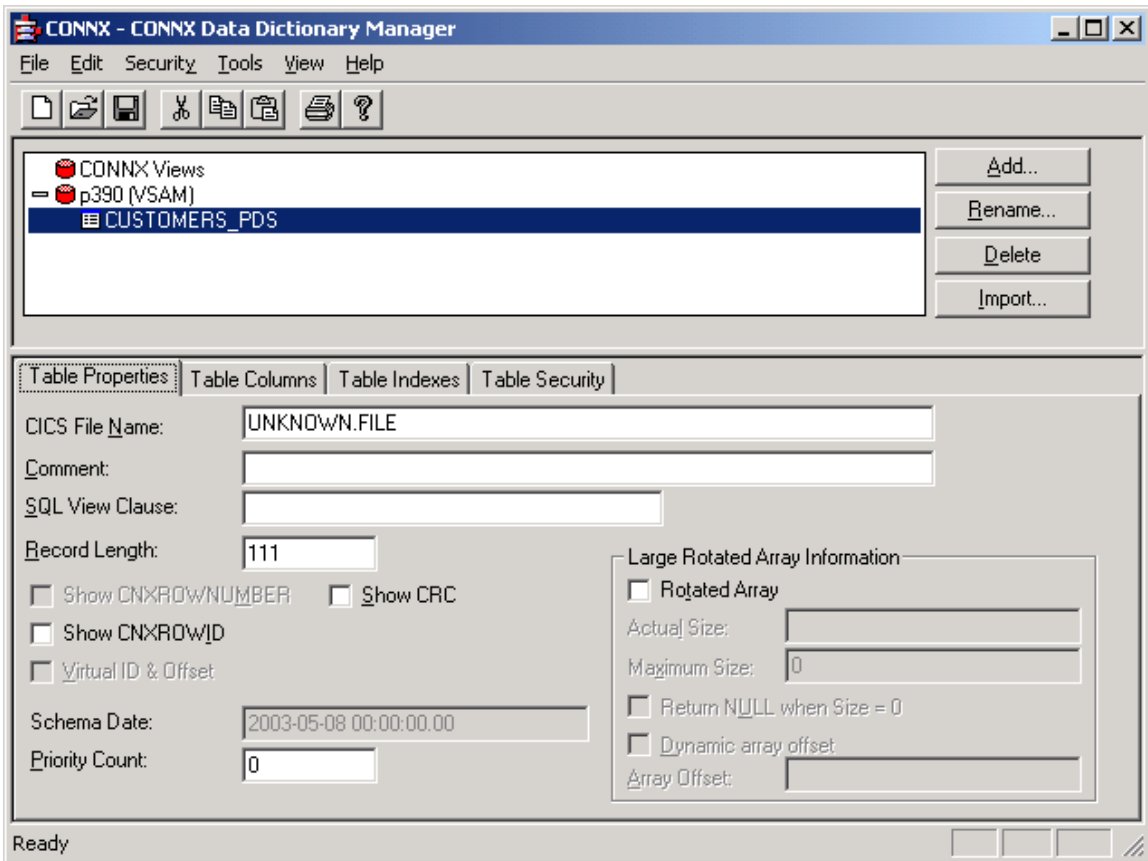 CONNX - CONNX Data Dictionary Manager
File Edit Security Tools View Help
CONNX Views
p390 (VSAM)
CUSTOMERS_PDS
Add...
Rename...
Delete
Import...
Table Properties Table Columns Table Indexes Table Security
CICS File Name: UNKNOWN.FILE
Comment:
SQL View Clause:
Record Length: 111
Show CNXROWNUMBER Show CRC
Show CNXROWID
Virtual ID & Offset
Schema Date: 2003-05-08 00:00:00.00
Priority Count: 0
Large Rotated Array Information
Rotated Array
Actual Size:
Maximum Size: 0
Return NULL when Size = 0
Dynamic array offset
Array Offset:
Ready